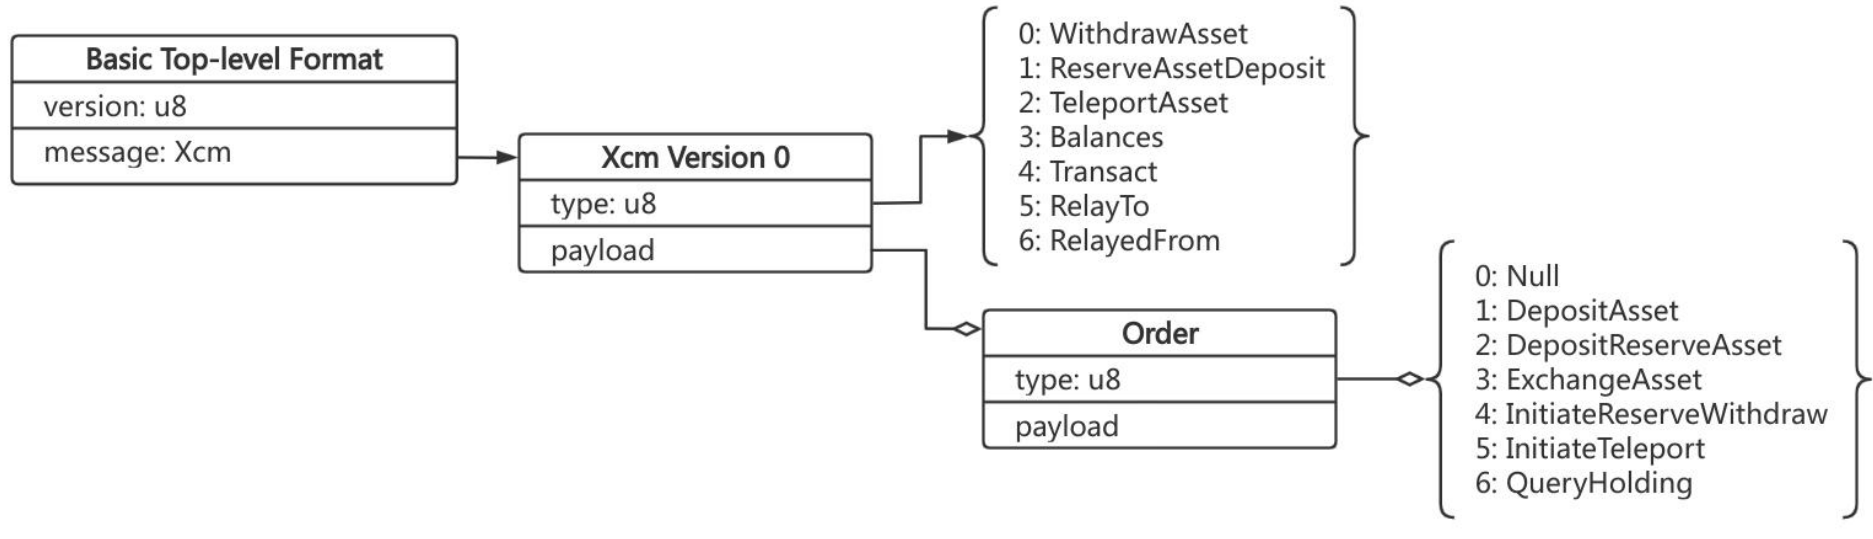 Basic Top-level Format
version: u8
message: Xcm
Xcm Version 0
type: u8
payload
0: WithdrawAsset
1: ReserveAssetDeposit
2: TeleportAsset
3: Balances
4: Transact
5: RelayTo
6: RelayedFrom
Order
type: u8
payload
0: Null
1: DepositAsset
2: DepositReserveAsset
3: ExchangeAsset
4: InitiateReserveWithdraw
5: InitiateTeleport
6: QueryHolding